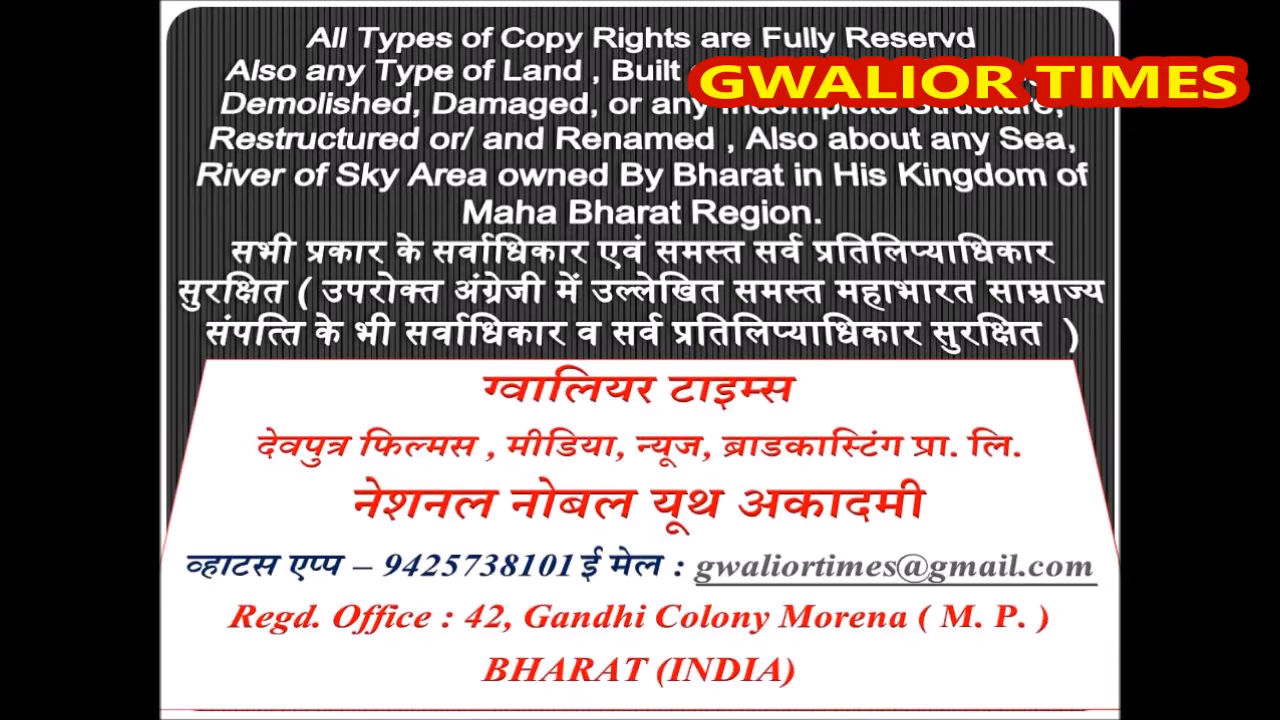 All Types of Copy Rights are Fully Reservd
Also any Type of Land , Built
GWALIOR TIMES
Demolished, Damaged, or any Incomplete Structure,
Restructured or/ and Renamed , Also about any Sea,
River of Sky Area owned By Bharat in His Kingdom of
Maha Bharat Region.
सभी प्रकार के सर्वाधिकार एवं समस्त सर्व प्रतिलिप्याधिकार
सुरक्षित ( उपरोक्त अंग्रेजी में उल्लेखित समस्त महाभारत साम्राज्य
संपत्ति के भी सर्वाधिकार व सर्व प्रतिलिप्याधिकार सुरक्षित )
ग्वालियर टाइम्स
देवपुत्र फिल्मस , मीडिया, न्यूज, ब्राडकास्टिंग प्रा. लि.
नेशनल नोबल यूथ अकादमी
व्हाटस एप्प – 9425738101 ई मेल : gwaliortimes@gmail.com
Regd. Office : 42, Gandhi Colony Morena ( M. P. )
BHARAT (INDIA)